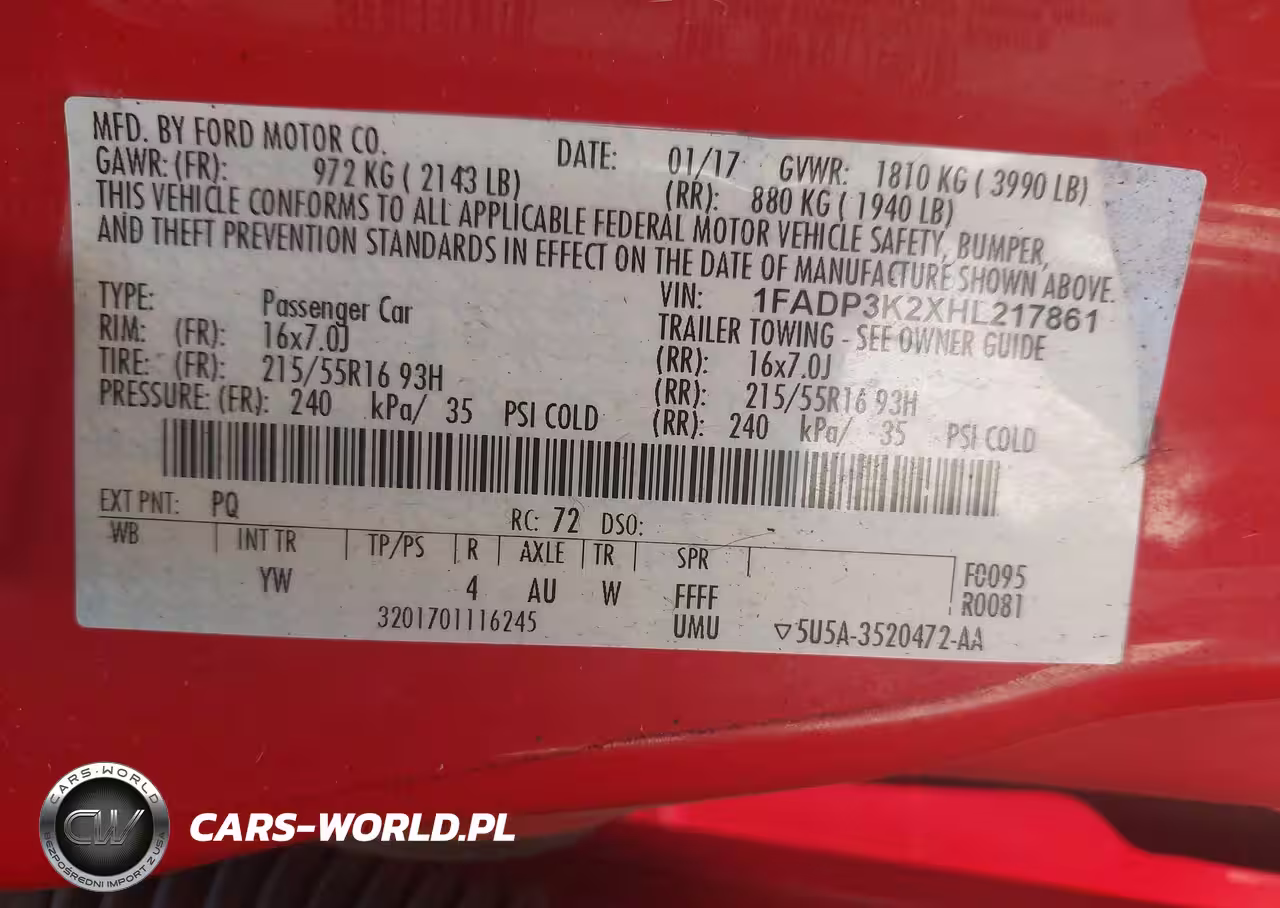 MFD. BY FORD MOTOR CO. DATE: 01/17 GVWR: 1810 KG ( 3990 LB)
GAWR: (FR): 972 KG ( 2143 LB) (RR): 880 KG ( 1940 LB)
THIS VEHICLE CONFORMS TO ALL APPLICABLE FEDERAL MOTOR VEHICLE SAFETY, BUMPER,
AND THEFT PREVENTION STANDARDS IN EFFECT ON THE DATE OF MANUFACTURE SHOWN ABOVE.
TYPE: Passenger Car VIN: 1FADP3K2XHL217861
TRAILER TOWING - SEE OWNER GUIDE
RIM: (FR): 16x7.0J (RR): 16x7.0J
TIRE: (FR): 215/55R16 93H (RR): 215/55R16 93H
PRESSURE: (FR): 240 kPa/ 35 PSI COLD (RR): 240 kPa/ 35 PSI COLD
EXT PNT: PQ RC: 72 DSO:
WB INT TR TP/PS R AXLE TR SPR F0095
YW 4 AU W FFFF R0081
3201701116245 UMU ▽5U5A-3520472-AA
CARS-WORLD
CW
BEZPOŚREDNI IMPORT Z USA
CARS-WORLD.PL